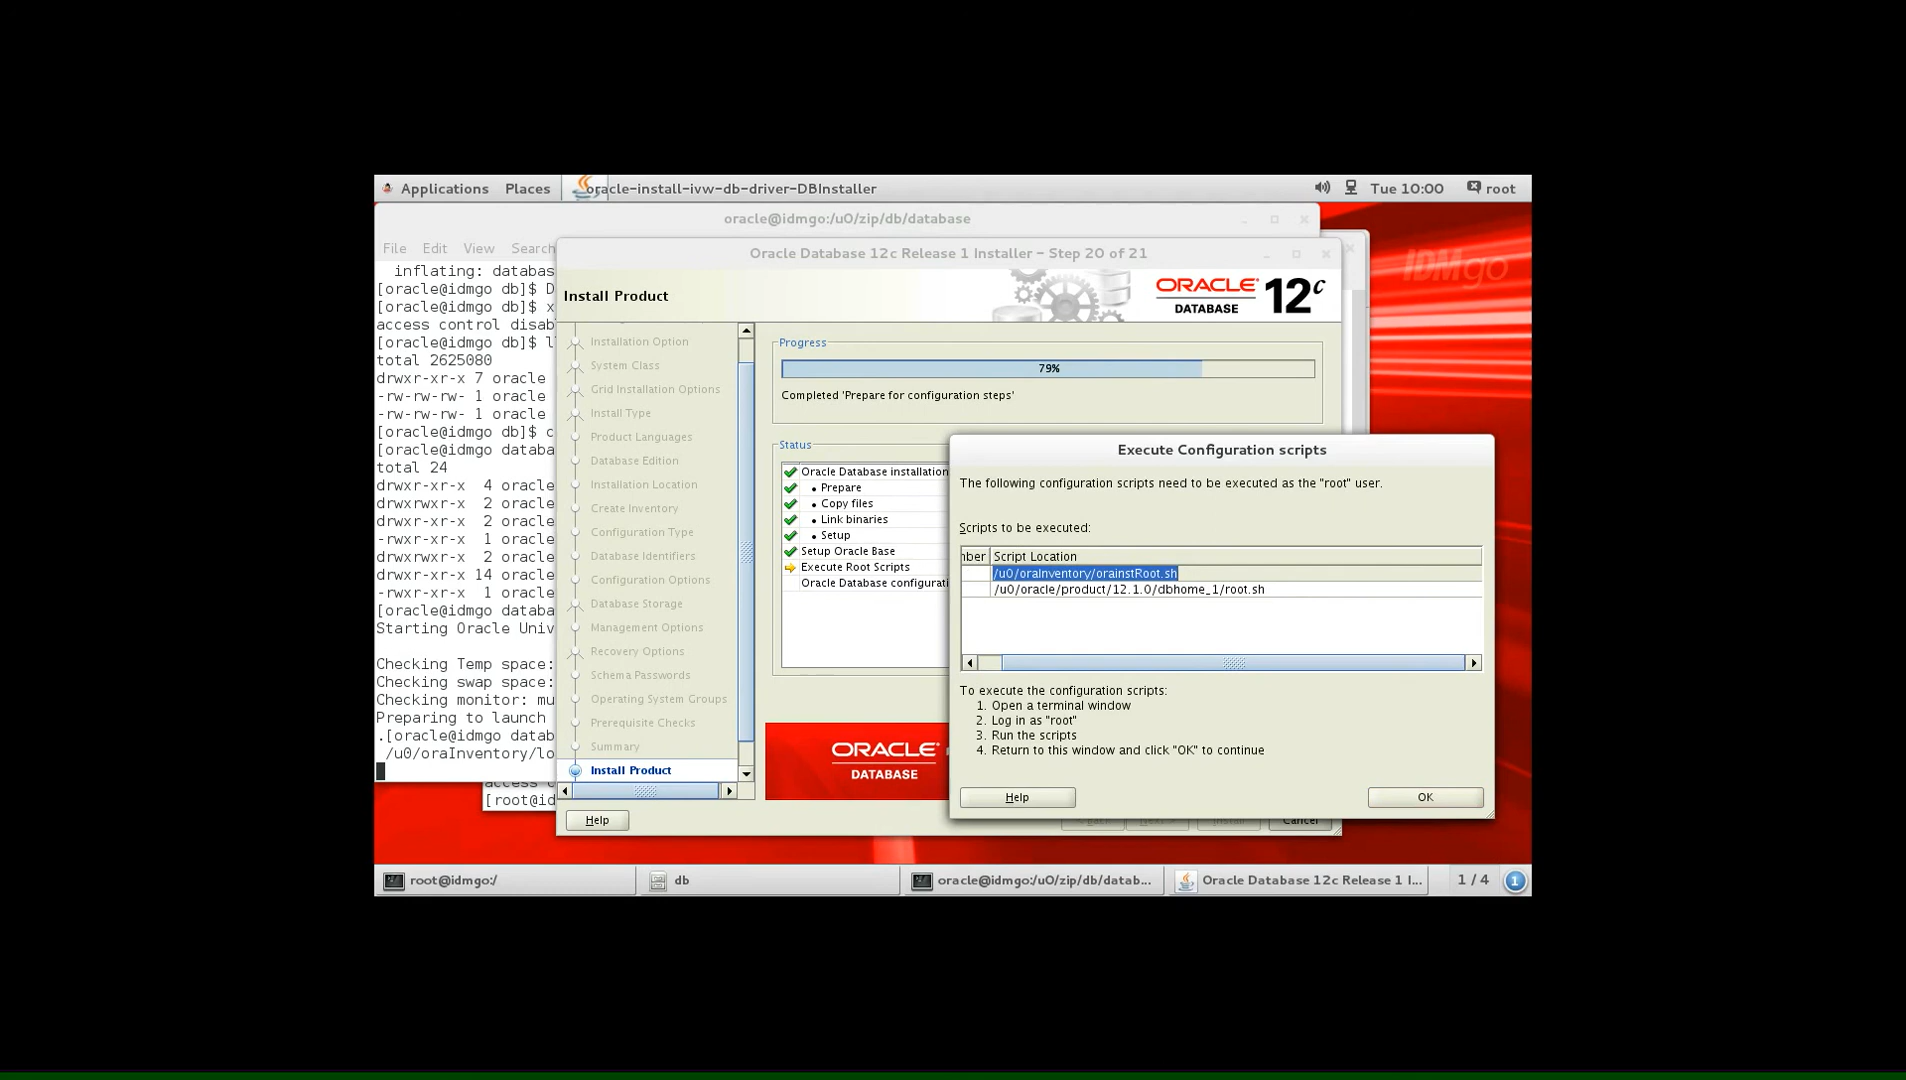 Applications Places oracle-install-ivw-db-driver-DBInstaller Tue 10:00 root
oracle@idmgo:/u0/zip/db/database
File Edit View Search
inflating: databas
[oracle@idmgo db]$ D
[oracle@idmgo db]$ x
access control disab
[oracle@idmgo db]$ l
total 2625080
drwxr-xr-x 7 oracle
-rw-rw-rw- 1 oracle
-rw-rw-rw- 1 oracle
[oracle@idmgo db]$ c
[oracle@idmgo databa
total 24
drwxr-xr-x 4 oracle
drwxrwxr-x 2 oracle
drwxr-xr-x 2 oracle
-rwxr-xr-x 1 oracle
drwxrwxr-x 2 oracle
drwxr-xr-x 14 oracle
-rwxr-xr-x 1 oracle
[oracle@idmgo databa
Starting Oracle Univ
Checking Temp space:
Checking swap space:
Checking monitor: mu
Preparing to launch
.[oracle@idmgo datab
/u0/oraInventory/lo
[root@id
IDMgo
Oracle Database 12c Release 1 Installer – Step 20 of 21
Install Product
ORACLE DATABASE 12c
Installation Option
System Class
Grid Installation Options
Install Type
Product Languages
Database Edition
Installation Location
Create Inventory
Configuration Type
Database Identifiers
Configuration Options
Database Storage
Management Options
Recovery Options
Schema Passwords
Operating System Groups
Prerequisite Checks
Summary
Install Product
Progress
79%
Completed 'Prepare for configuration steps'
Status
Oracle Database installation
• Prepare
• Copy files
• Link binaries
• Setup
Setup Oracle Base
Execute Root Scripts
Oracle Database configurati
ORACLE
DATABASE
Help
Cancel
Execute Configuration scripts
The following configuration scripts need to be executed as the "root" user.
Scripts to be executed:
nber Script Location
/u0/oraInventory/orainstRoot.sh
/u0/oracle/product/12.1.0/dbhome_1/root.sh
To execute the configuration scripts:
1. Open a terminal window
2. Log in as "root"
3. Run the scripts
4. Return to this window and click "OK" to continue
Help OK
root@idmgo:/ db oracle@idmgo:/u0/zip/db/datab... Oracle Database 12c Release 1 I... 1 / 4 1